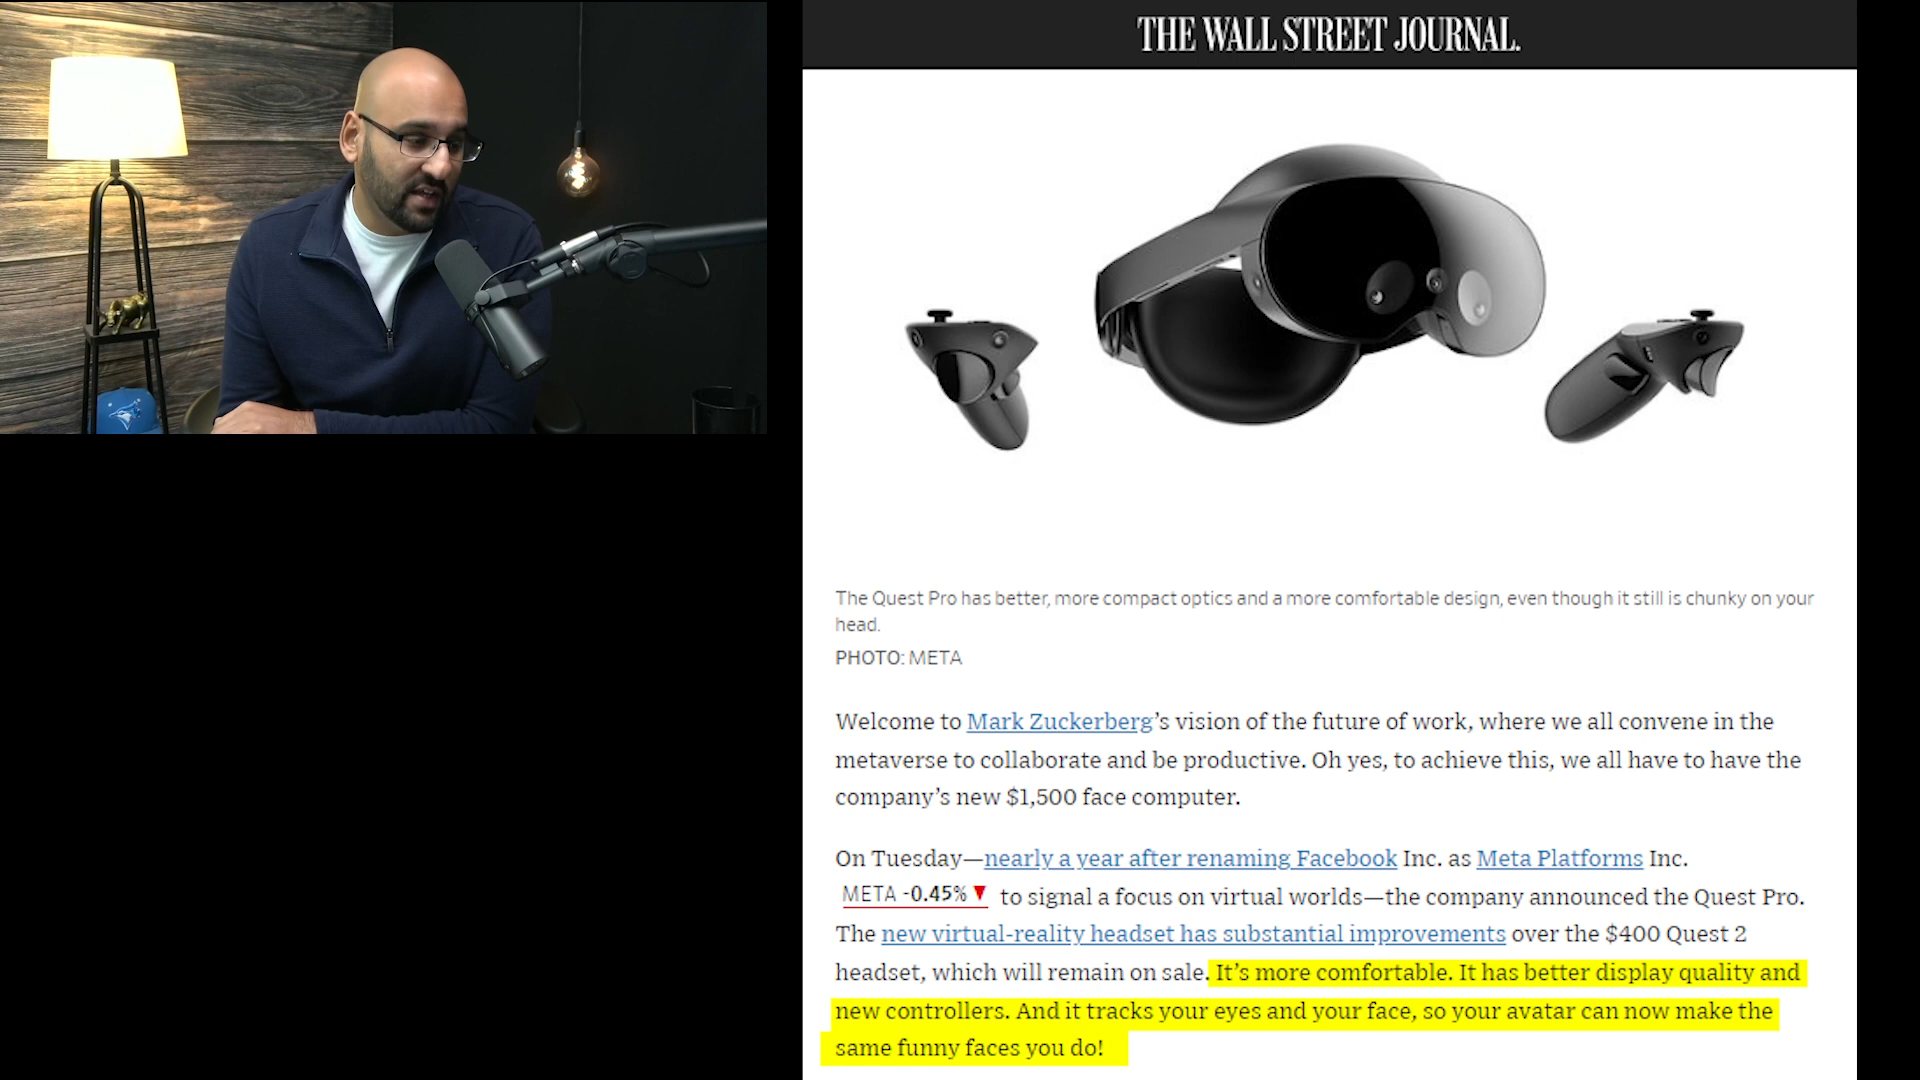 THE WALL STREET JOURNAL.
The Quest Pro has better, more compact optics and a more comfortable design, even though it still is chunky on your
head.
PHOTO: META
Welcome to Mark Zuckerberg’s vision of the future of work, where we all convene in the
metaverse to collaborate and be productive. Oh yes, to achieve this, we all have to have the
company’s new $1,500 face computer.
On Tuesday—nearly a year after renaming Facebook Inc. as Meta Platforms Inc.
META -0.45% ▼ to signal a focus on virtual worlds—the company announced the Quest Pro.
The new virtual-reality headset has substantial improvements over the $400 Quest 2
headset, which will remain on sale. It’s more comfortable. It has better display quality and
new controllers. And it tracks your eyes and your face, so your avatar can now make the
same funny faces you do!